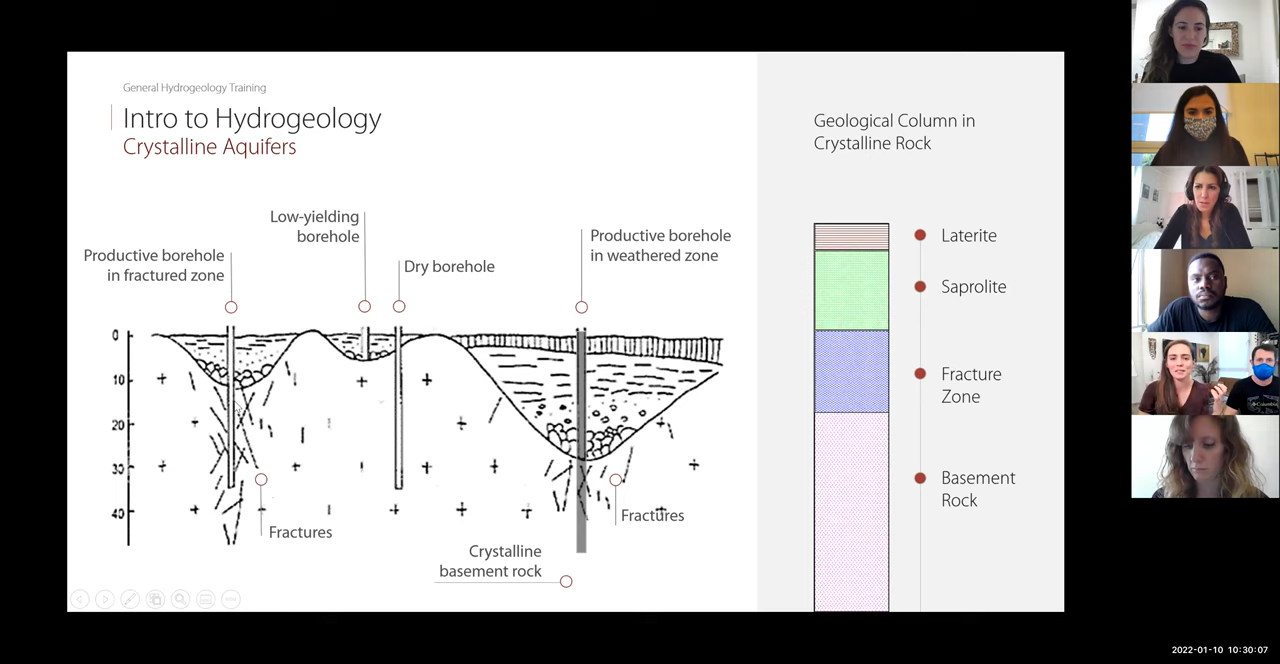 General Hydrogeology Training
Intro to Hydrogeology
Crystalline Aquifers
Low-yielding
borehole
Productive borehole
in fractured zone
Dry borehole
Productive borehole
in weathered zone
0
10
20
30
40
Fractures
Fractures
Crystalline
basement rock
Geological Column in
Crystalline Rock
Laterite
Saprolite
Fracture
Zone
Basement
Rock
Columbia
2022-01-10 10:30:07